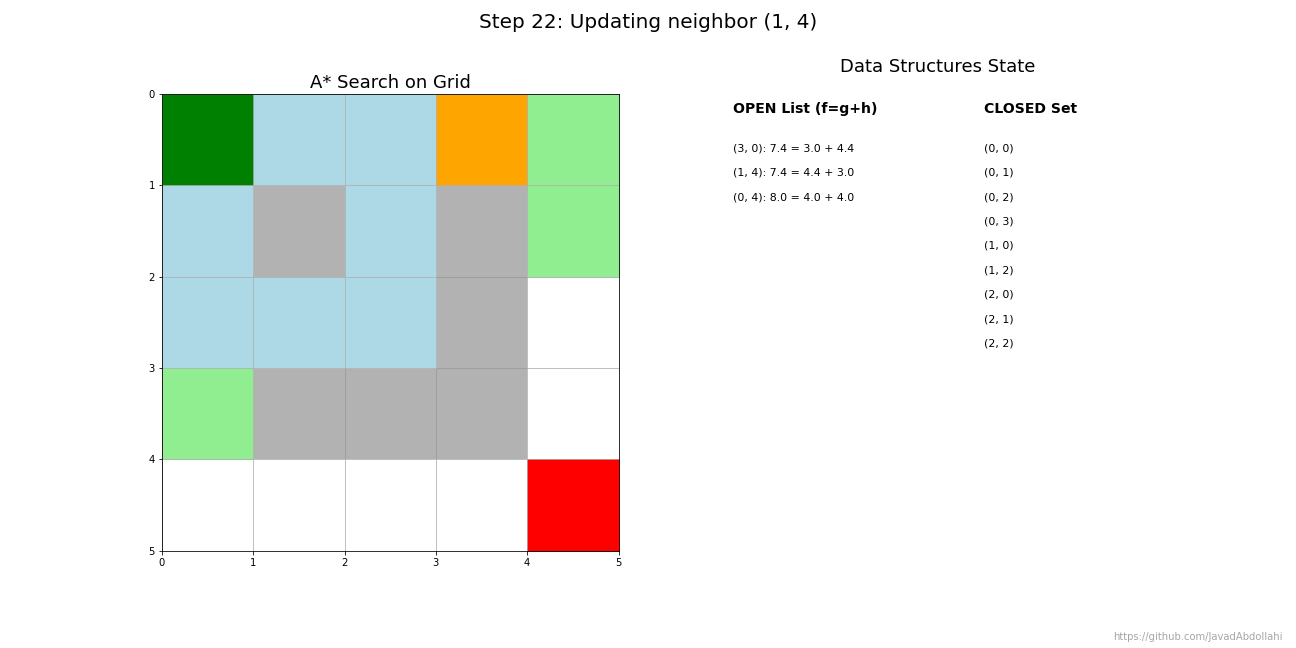 Step 22: Updating neighbor (1, 4)
A* Search on Grid
0
1
2
3
4
5
0 1 2 3 4 5
Data Structures State
OPEN List (f=g+h)
(3, 0): 7.4 = 3.0 + 4.4
(1, 4): 7.4 = 4.4 + 3.0
(0, 4): 8.0 = 4.0 + 4.0
CLOSED Set
(0, 0)
(0, 1)
(0, 2)
(0, 3)
(1, 0)
(1, 2)
(2, 0)
(2, 1)
(2, 2)
https://github.com/JavadAbdollahi